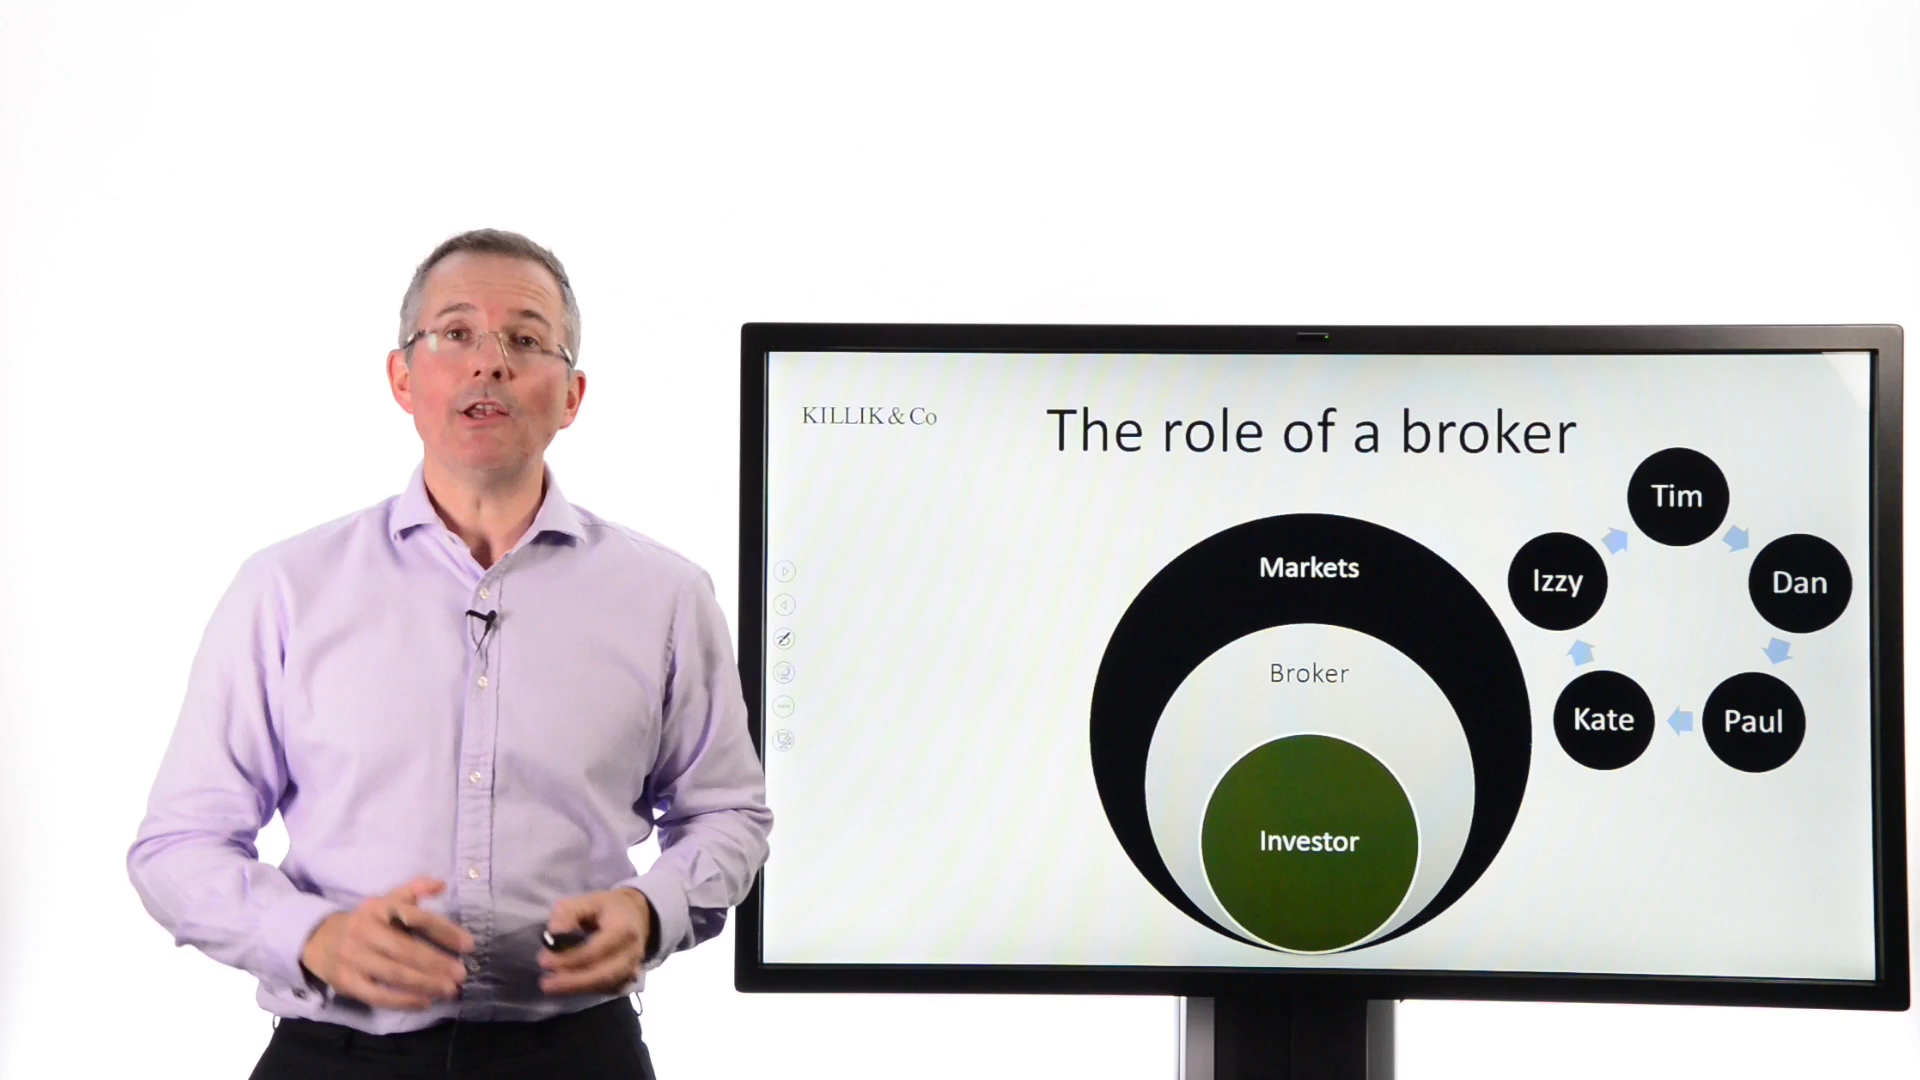 KILLIK & Co
The role of a broker
Tim
Izzy
Dan
Kate
Paul
Markets
Broker
Investor